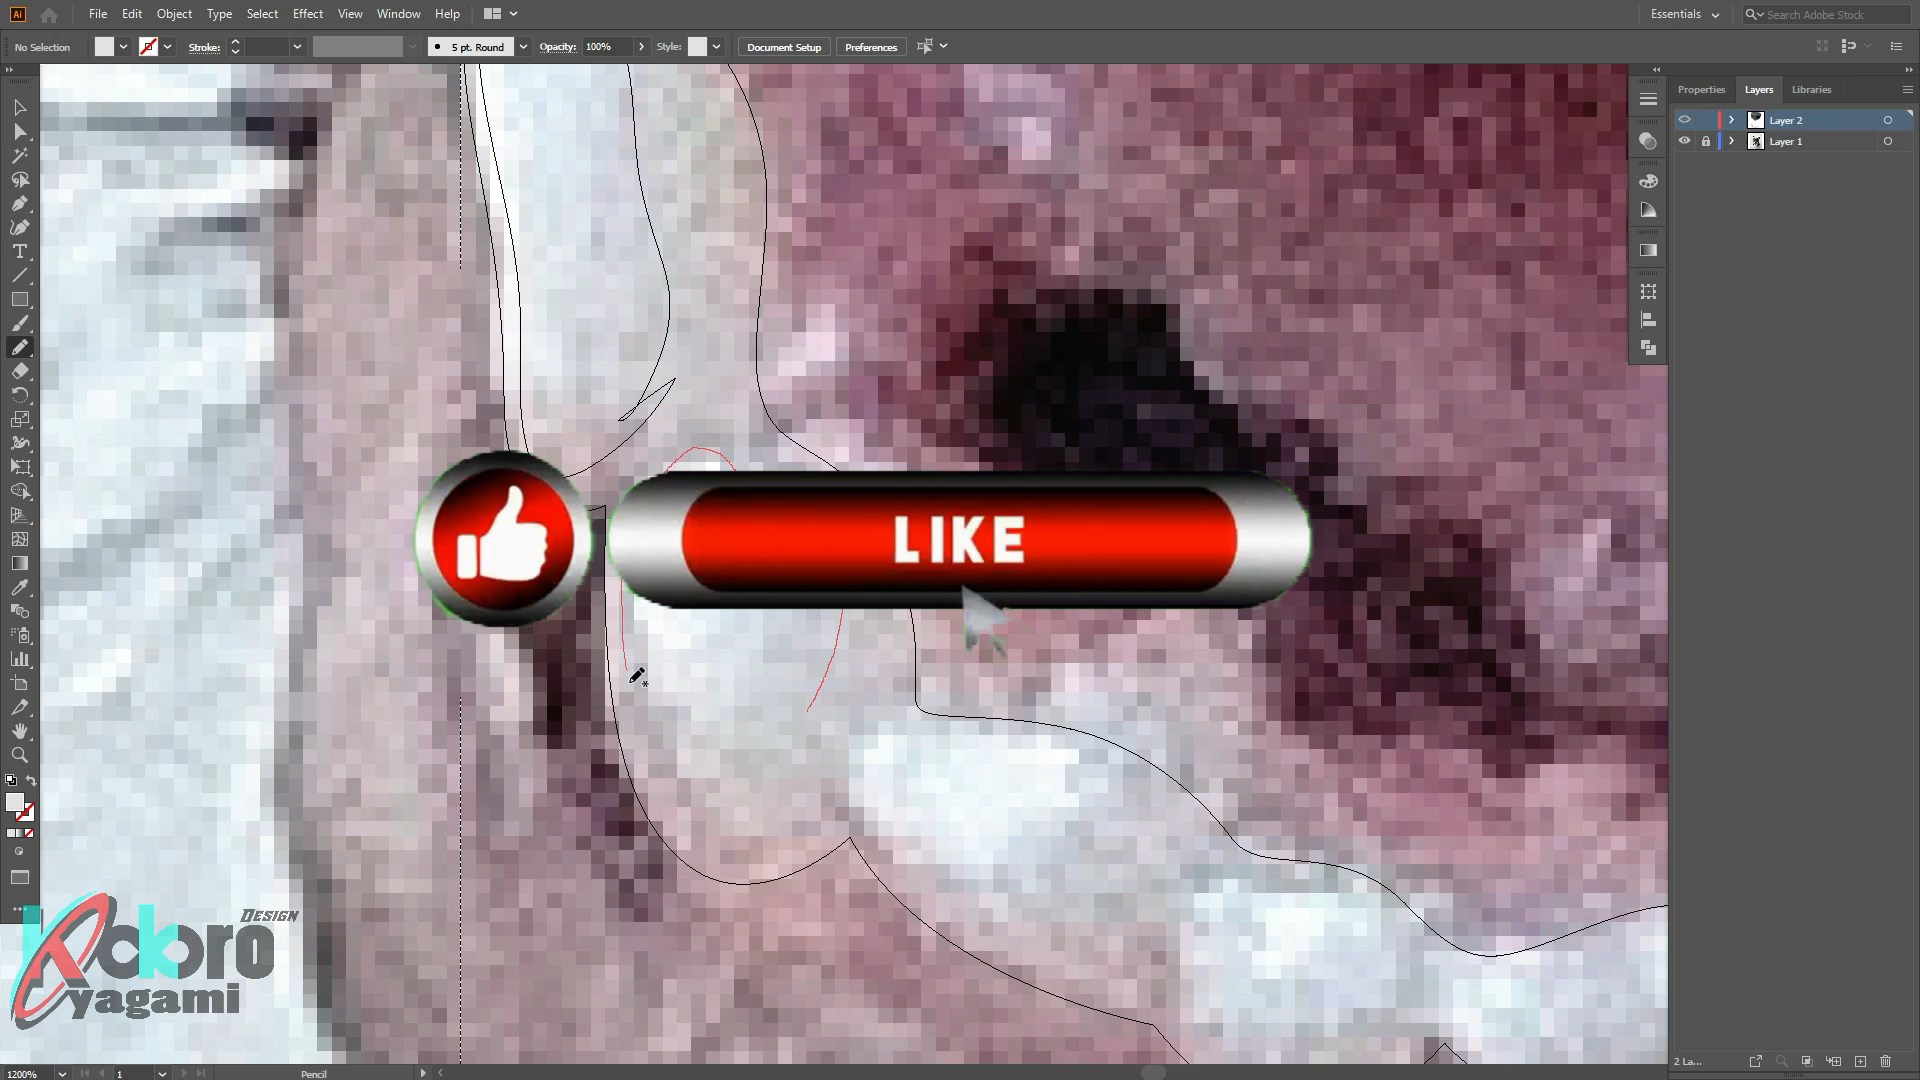 Ai File Edit Object Type Select Effect View Window Help Essentials Search Adobe Stock
No Selection Stroke: 5 pt. Round Opacity: 100% Style: Document Setup Preferences
Properties Layers Libraries
Layer 2
Layer 1
LIKE
DESIGN
Kokoro
yagami
2 La...
1200% 1 Pencil